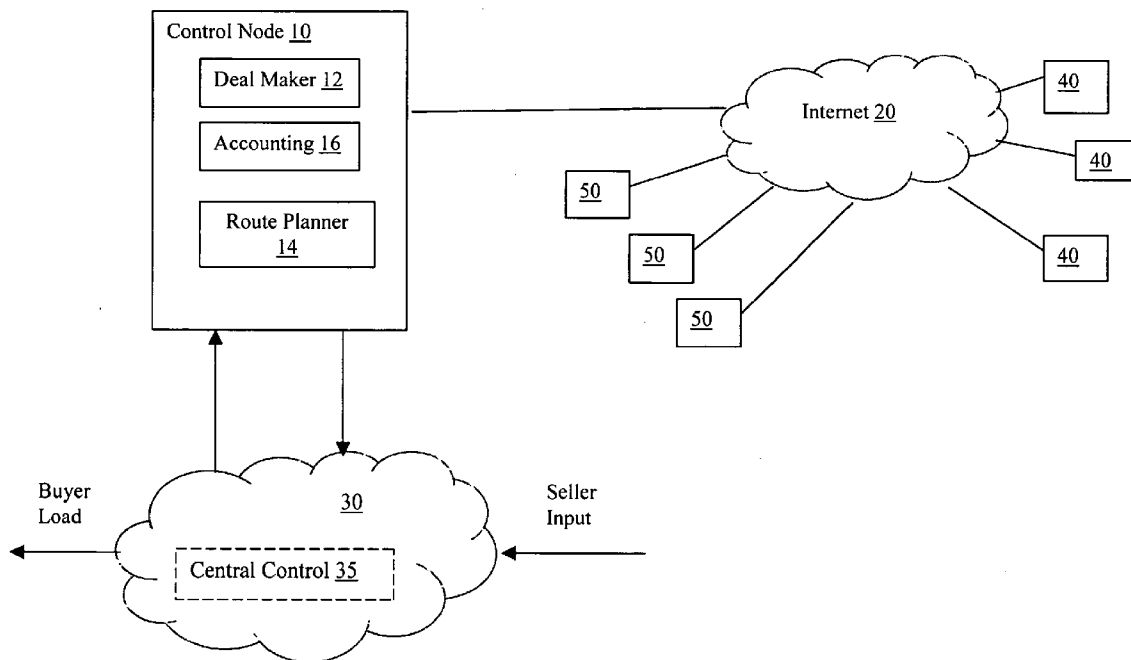 Control Node 10
Deal Maker 12
Accounting 16
Route Planner
14
Internet 20
40
40
40
50
50
50
Buyer
Load
30
Seller
Input
Central Control 35